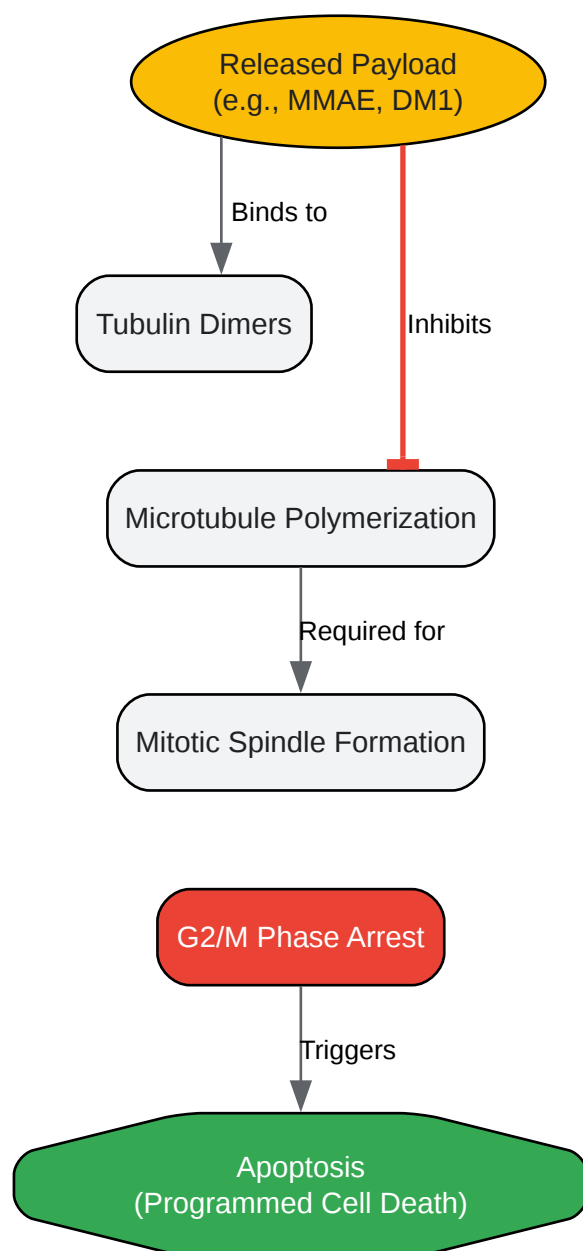 Released Payload
(e.g., MMAE, DM1)
Binds to
Tubulin Dimers
Inhibits
Microtubule Polymerization
Required for
Mitotic Spindle Formation
G2/M Phase Arrest
Triggers
Apoptosis
(Programmed Cell Death)